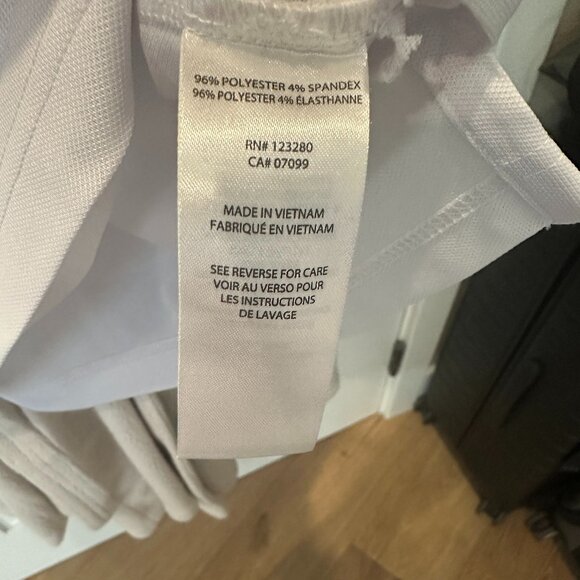 96% POLYESTER 4% SPANDEX
96% POLYESTER 4% ÉLASTHANNE
RN# 123280
CA# 07099
MADE IN VIETNAM
FABRIQUÉ EN VIETNAM
SEE REVERSE FOR CARE
VOIR AU VERSO POUR
LES INSTRUCTIONS
DE LAVAGE